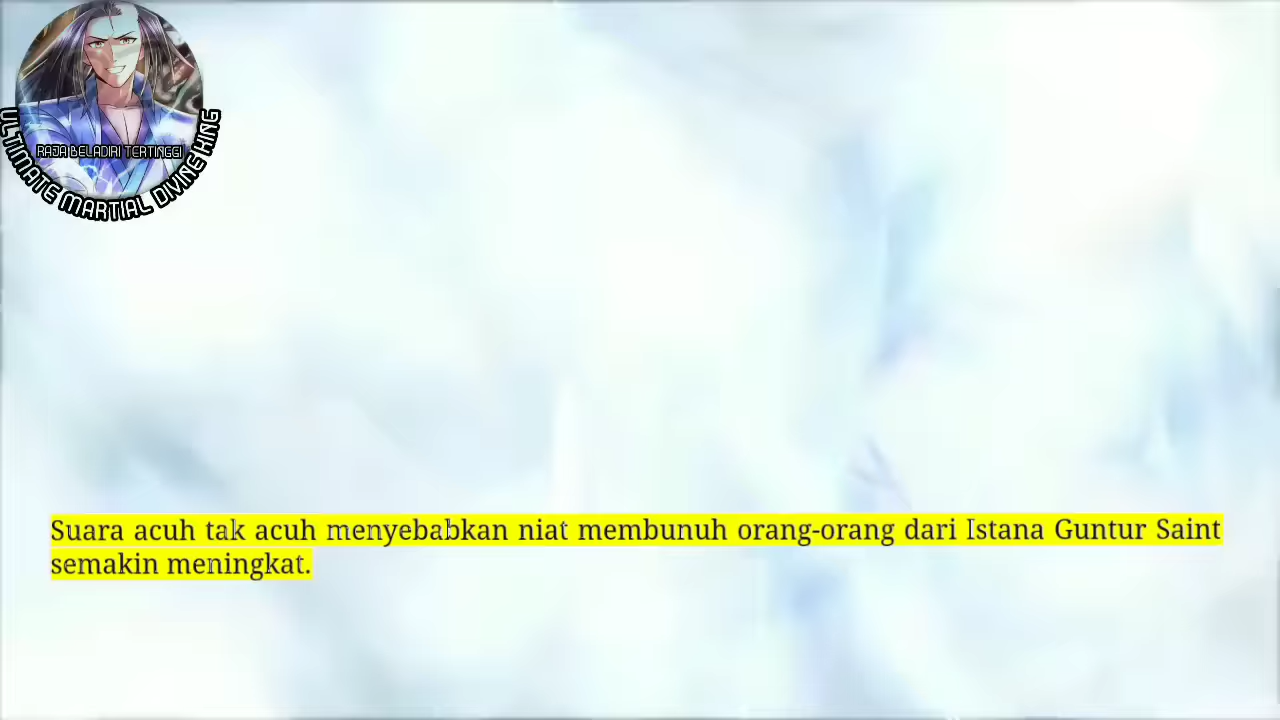 RAJA BELADIRI TERTINGGI
ULTIMATE MARTIAL DIVINE KING
Suara acuh tak acuh menyebabkan niat membunuh orang-orang dari Istana Guntur Saint
semakin meningkat.